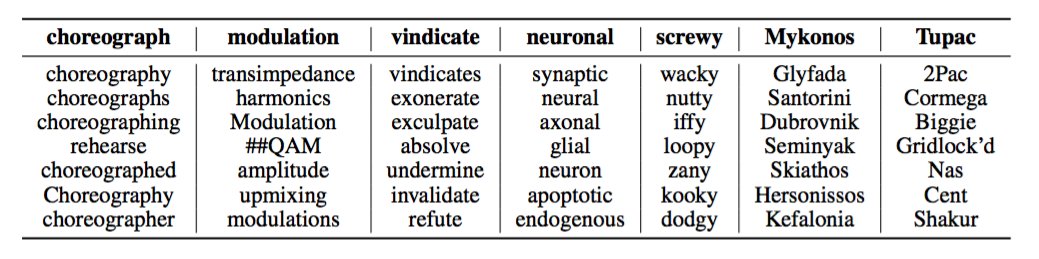 choreograph modulation vindicate neuronal screwy Mykonos Tupac
choreography transimpedance vindicates synaptic wacky Glyfada 2Pac
choreographs harmonics exonerate neural nutty Santorini Cormega
choreographing Modulation exculpate axonal iffy Dubrovnik Biggie
rehearse ##QAM absolve glial loopy Seminyak Gridlock’d
choreographed amplitude undermine neuron zany Skiathos Nas
Choreography upmixing invalidate apoptotic kooky Hersonissos Cent
choreographer modulations refute endogenous dodgy Kefalonia Shakur